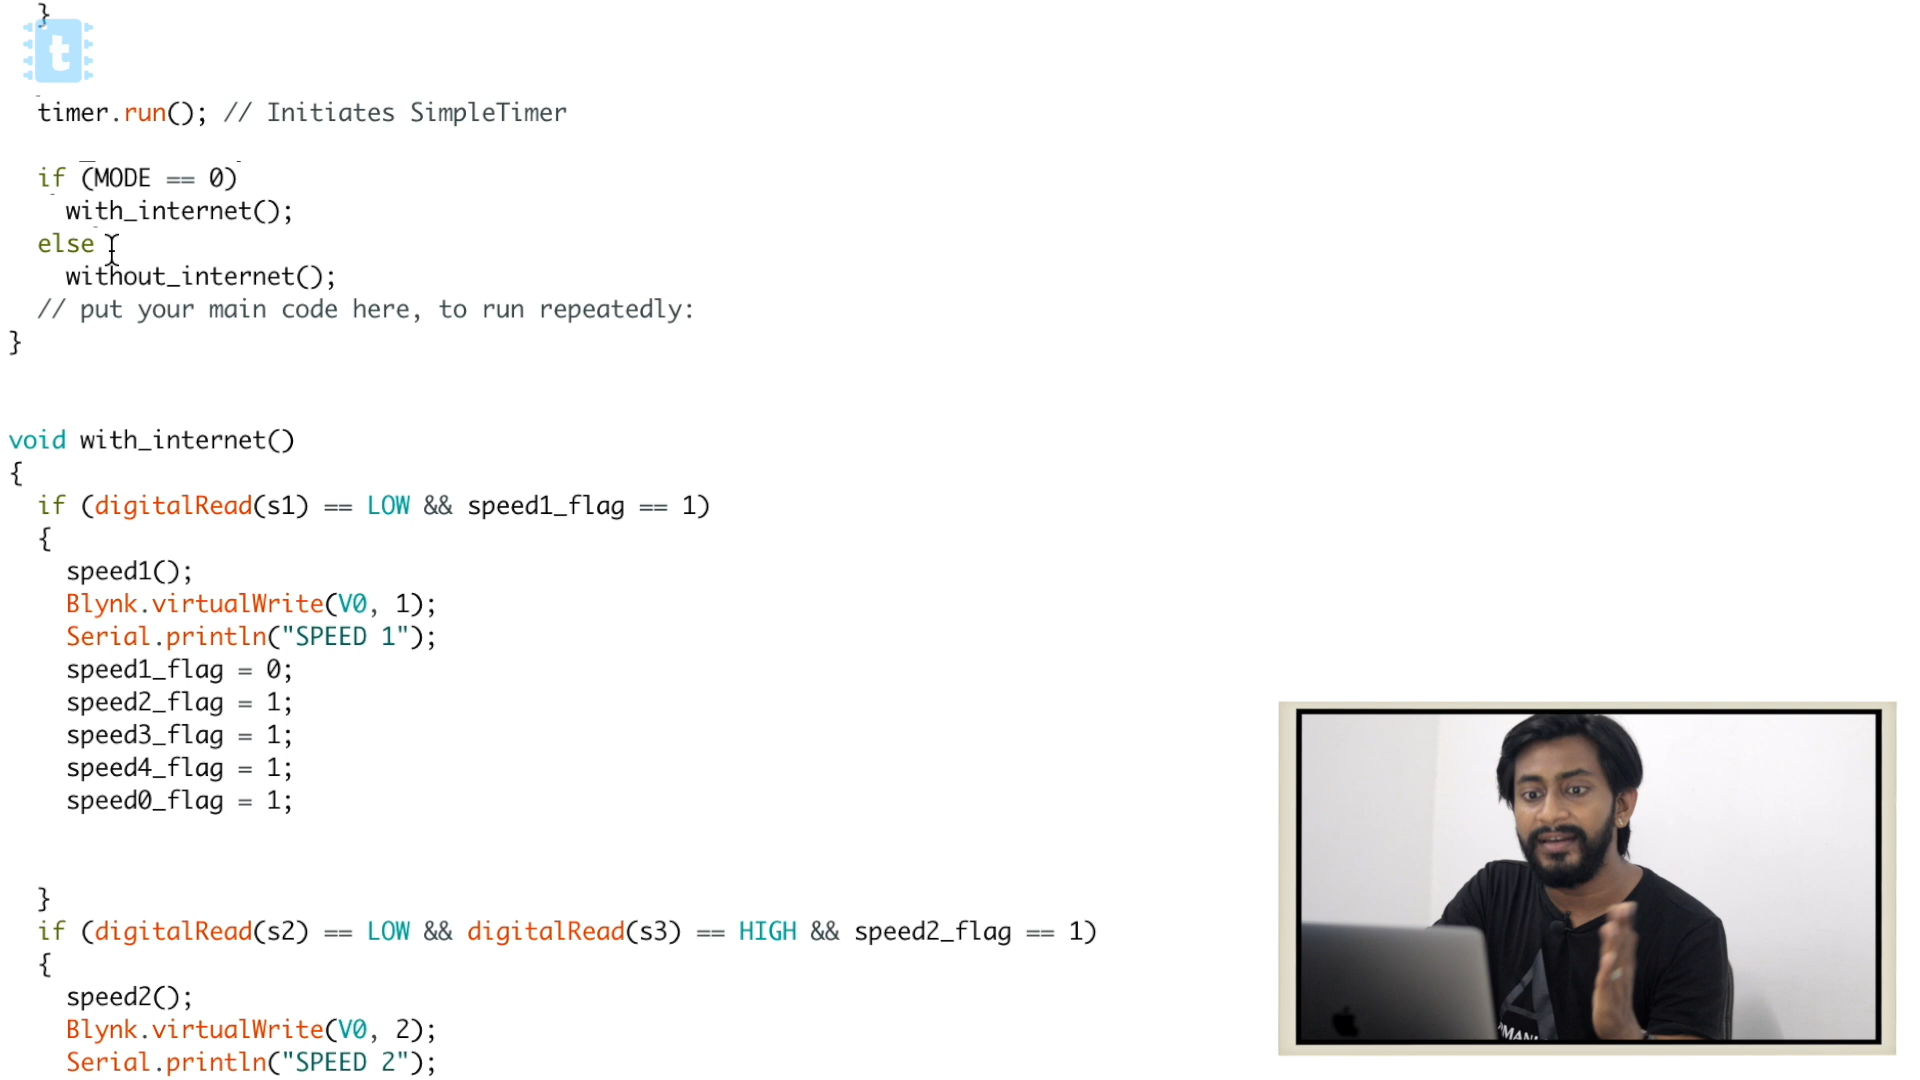 }
t
timer.run(); // Initiates SimpleTimer
if (MODE == 0)
with_internet();
else
without_internet();
// put your main code here, to run repeatedly:
}
void with_internet()
{
if (digitalRead(s1) == LOW && speed1_flag == 1)
{
speed1();
Blynk.virtualWrite(V0, 1);
Serial.println("SPEED 1");
speed1_flag = 0;
speed2_flag = 1;
speed3_flag = 1;
speed4_flag = 1;
speed0_flag = 1;
}
if (digitalRead(s2) == LOW && digitalRead(s3) == HIGH && speed2_flag == 1)
{
speed2();
Blynk.virtualWrite(V0, 2);
Serial.println("SPEED 2");